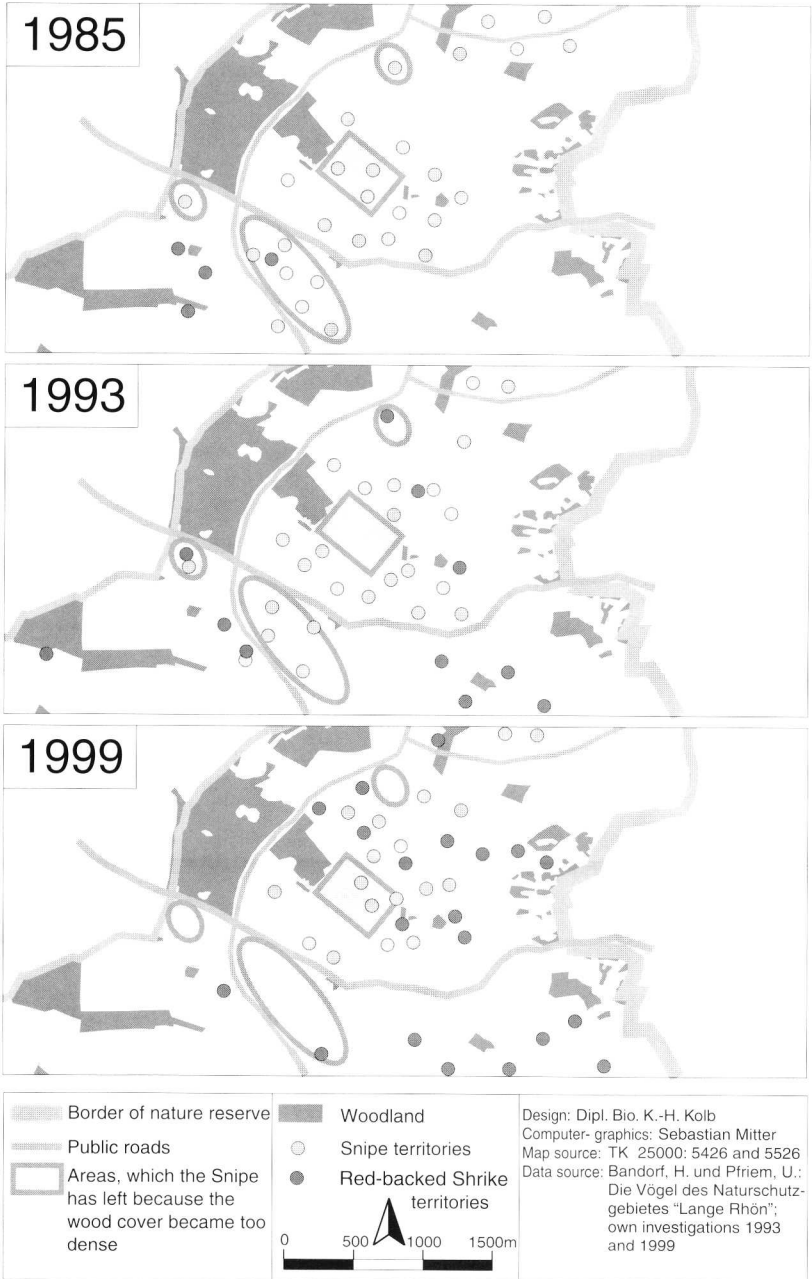 1985
1993
1999
Border of nature reserve
Public roads
Areas, which the Snipe
has left because the
wood cover became too
dense
Woodland
Snipe territories
Red-backed Shrike
territories
0 500 1000 1500m
Design: Dipl. Bio. K.-H. Kolb
Computer- graphics: Sebastian Mitter
Map source: TK 25000: 5426 and 5526
Data source: Bandorf, H. und Pfriem, U.:
Die Vögel des Naturschutz-
gebietes "Lange Rhön";
own investigations 1993
and 1999